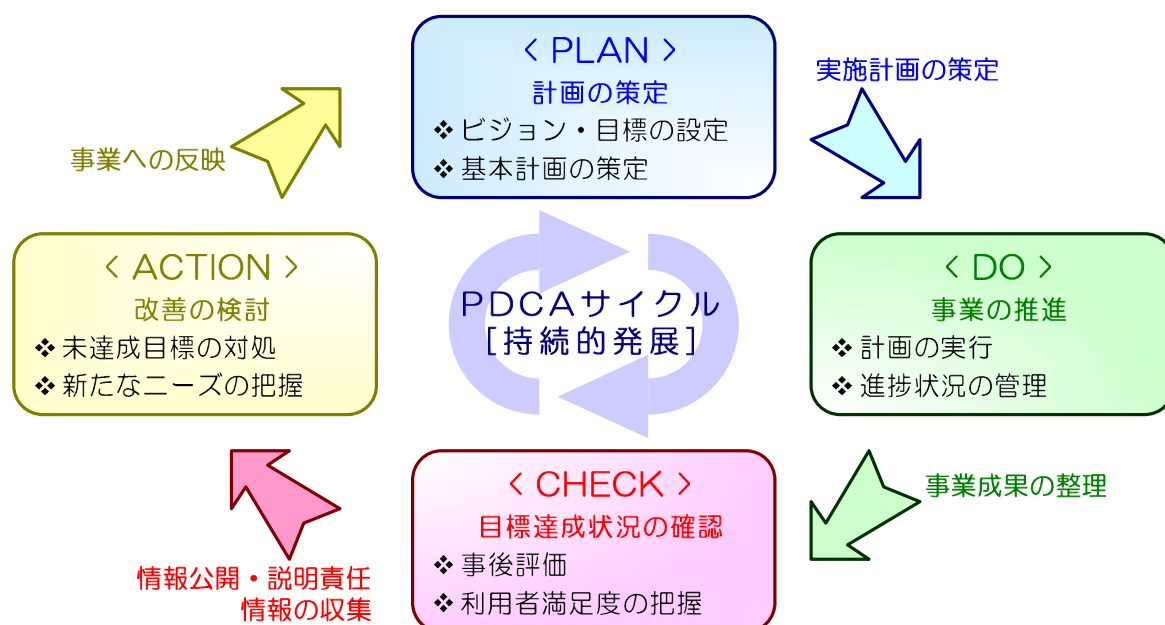 < PLAN >
計画の策定
❖ ビジョン・目標の設定
❖ 基本計画の策定
実施計画の策定
< DO >
事業の推進
❖ 計画の実行
❖ 進捗状況の管理
事業成果の整理
< CHECK >
目標達成状況の確認
❖ 事後評価
❖ 利用者満足度の把握
情報公開・説明責任
情報の収集
< ACTION >
改善の検討
❖ 未達成目標の対処
❖ 新たなニーズの把握
事業への反映
PDCAサイクル
[持続的発展]